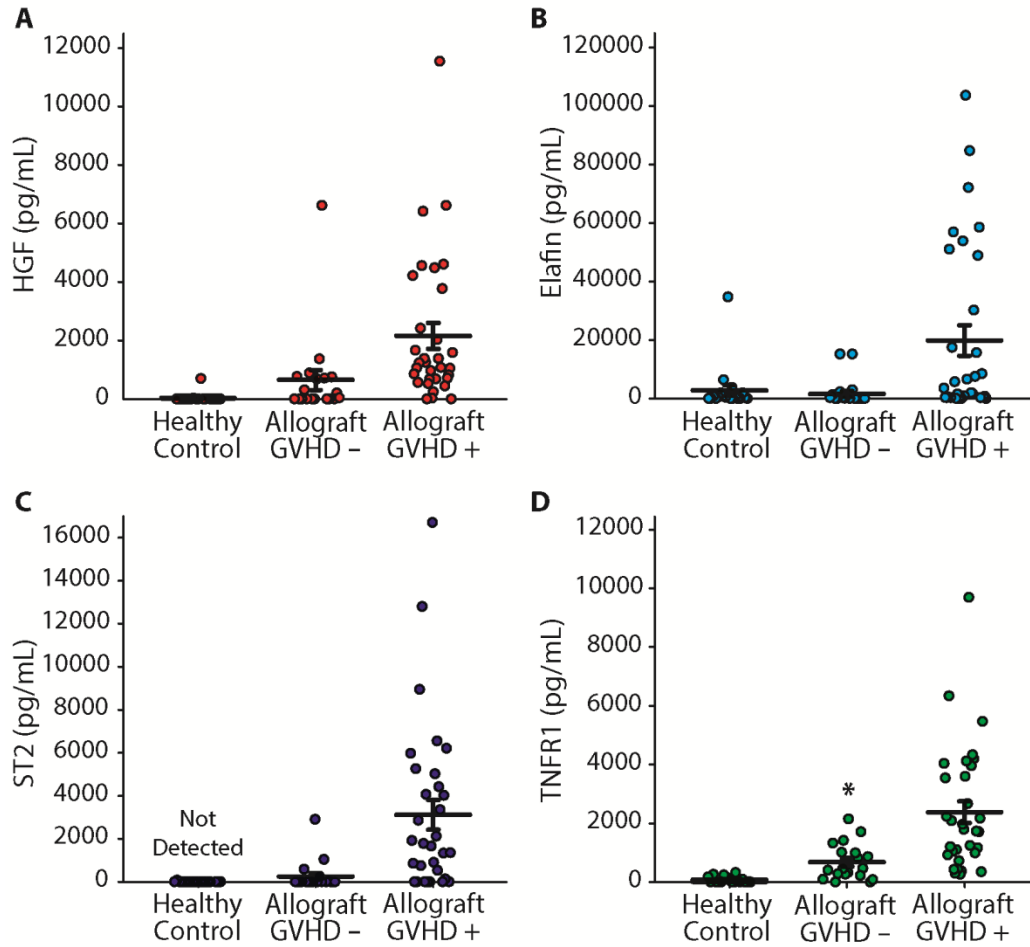 A
HGF (pg/mL)
12000
10000
8000
6000
4000
2000
0
Healthy
Control
Allograft
GVHD –
Allograft
GVHD +
B
Elafin (pg/mL)
120000
100000
80000
60000
40000
20000
0
Healthy
Control
Allograft
GVHD –
Allograft
GVHD +
C
ST2 (pg/mL)
16000
14000
12000
10000
8000
6000
4000
2000
0
Not
Detected
Healthy
Control
Allograft
GVHD –
Allograft
GVHD +
D
TNFR1 (pg/mL)
12000
10000
8000
6000
4000
2000
0
*
Healthy
Control
Allograft
GVHD –
Allograft
GVHD +